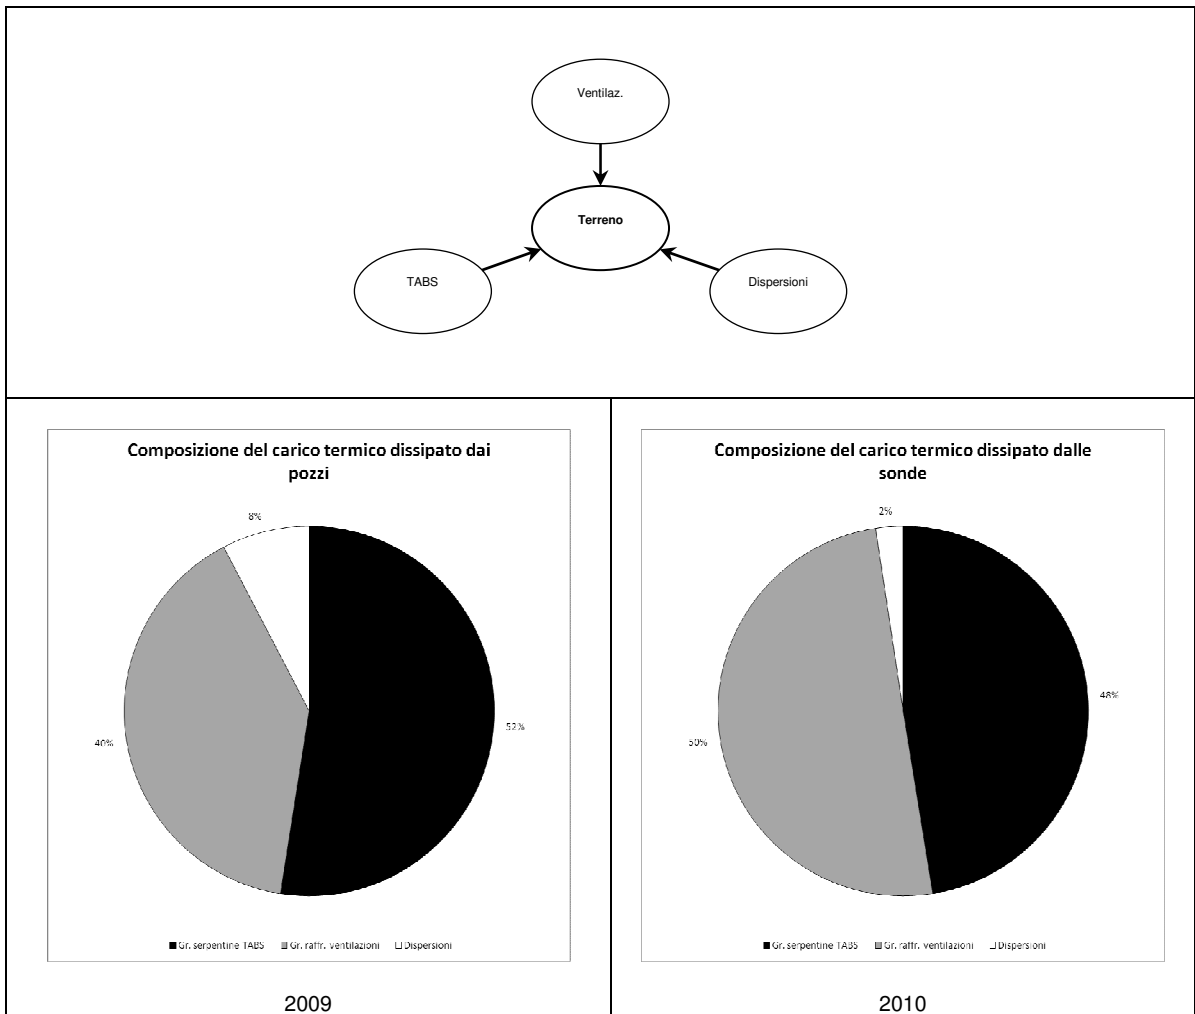 Ventilaz.
Terreno
TABS
Dispersioni
Composizione del carico termico dissipato dai
pozzi
8%
52%
40%
Gr. serpentine TABS Gr. raffr. ventilazioni Dispersioni
2009
Composizione del carico termico dissipato dalle
sonde
2%
48%
50%
Gr. serpentine TABS Gr. raffr. ventilazioni Dispersioni
2010